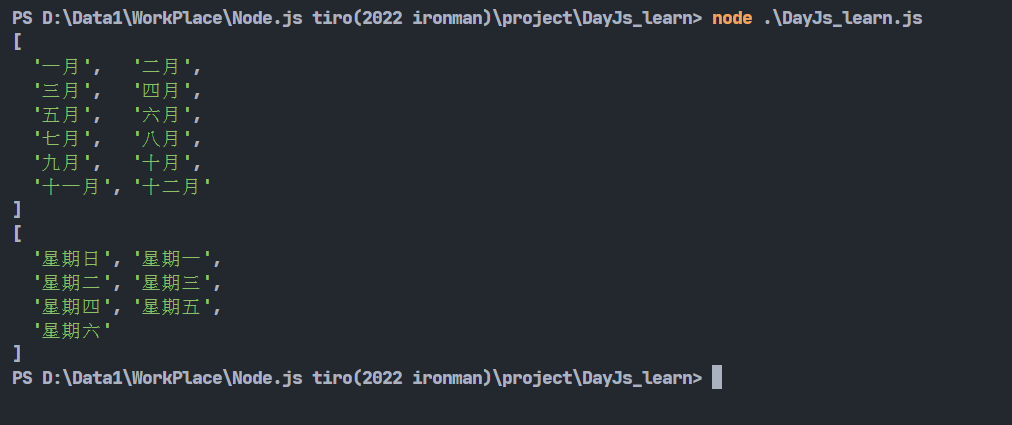 PS D:\Data1\WorkPlace\Node.js tiro(2022 ironman)\project\DayJs_learn> node .\DayJs_learn.js
[
  '一月',   '二月',
  '三月',   '四月',
  '五月',   '六月',
  '七月',   '八月',
  '九月',   '十月',
  '十一月', '十二月'
]
[
  '星期日', '星期一',
  '星期二', '星期三',
  '星期四', '星期五',
  '星期六'
]
PS D:\Data1\WorkPlace\Node.js tiro(2022 ironman)\project\DayJs_learn>